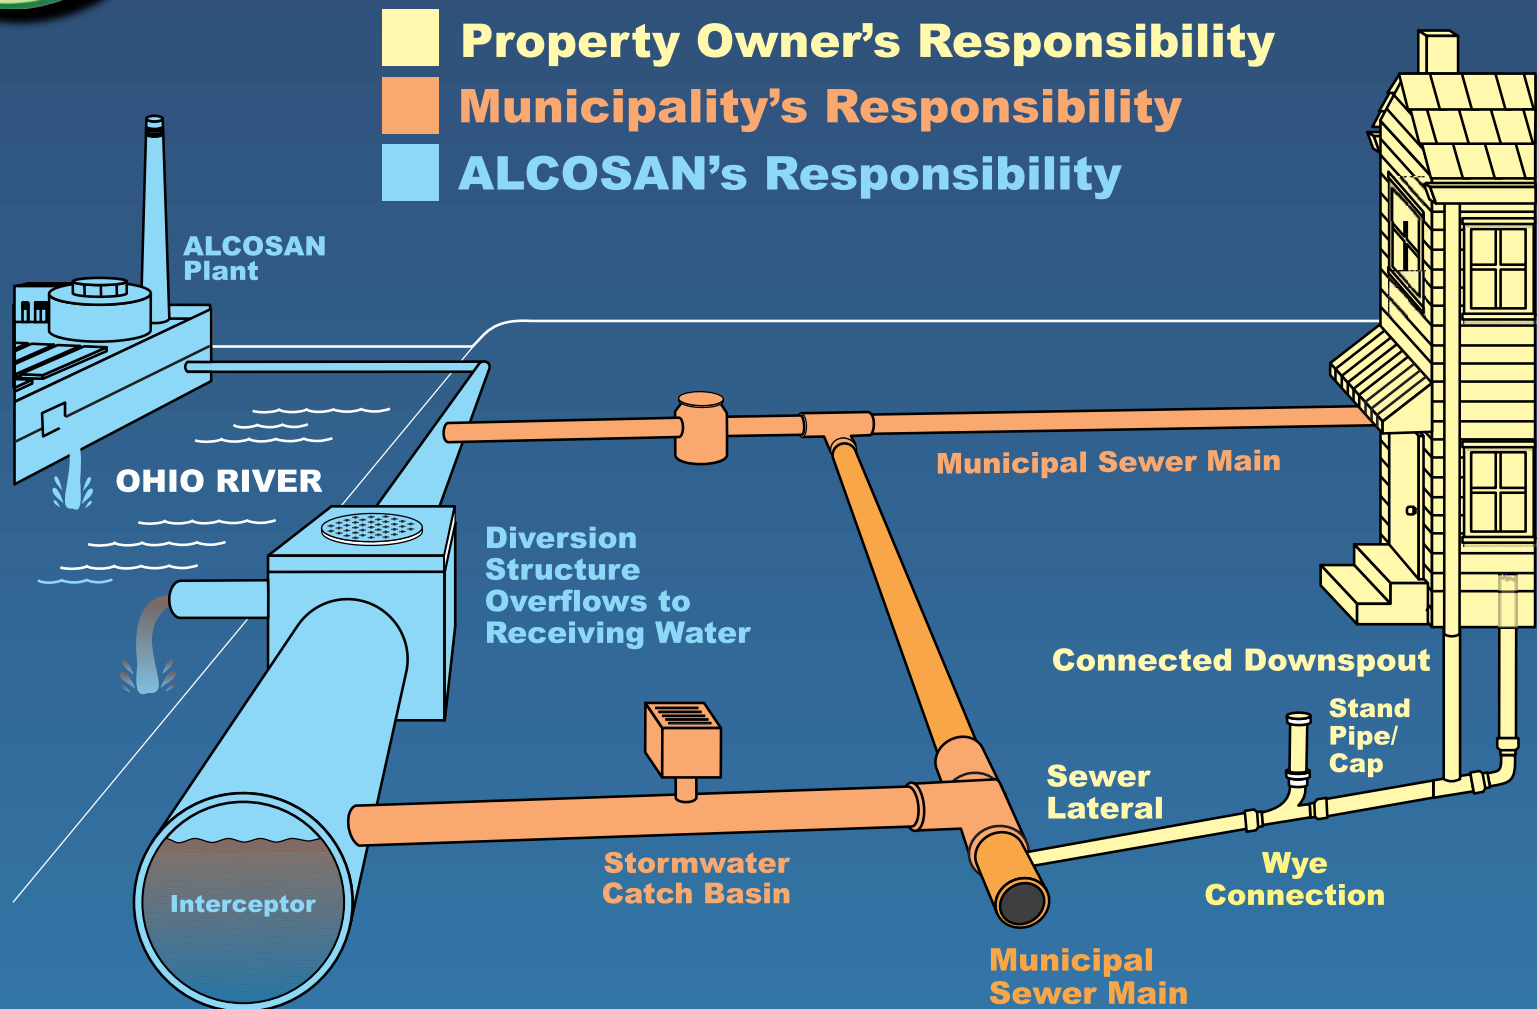 Property Owner’s Responsibility
Municipality’s Responsibility
ALCOSAN’s Responsibility
ALCOSAN
Plant
OHIO RIVER
Municipal Sewer Main
Diversion
Structure
Overflows to
Receiving Water
Connected Downspout
Stand
Pipe/
Cap
Sewer
Lateral
Stormwater
Catch Basin
Wye
Connection
Interceptor
Municipal
Sewer Main